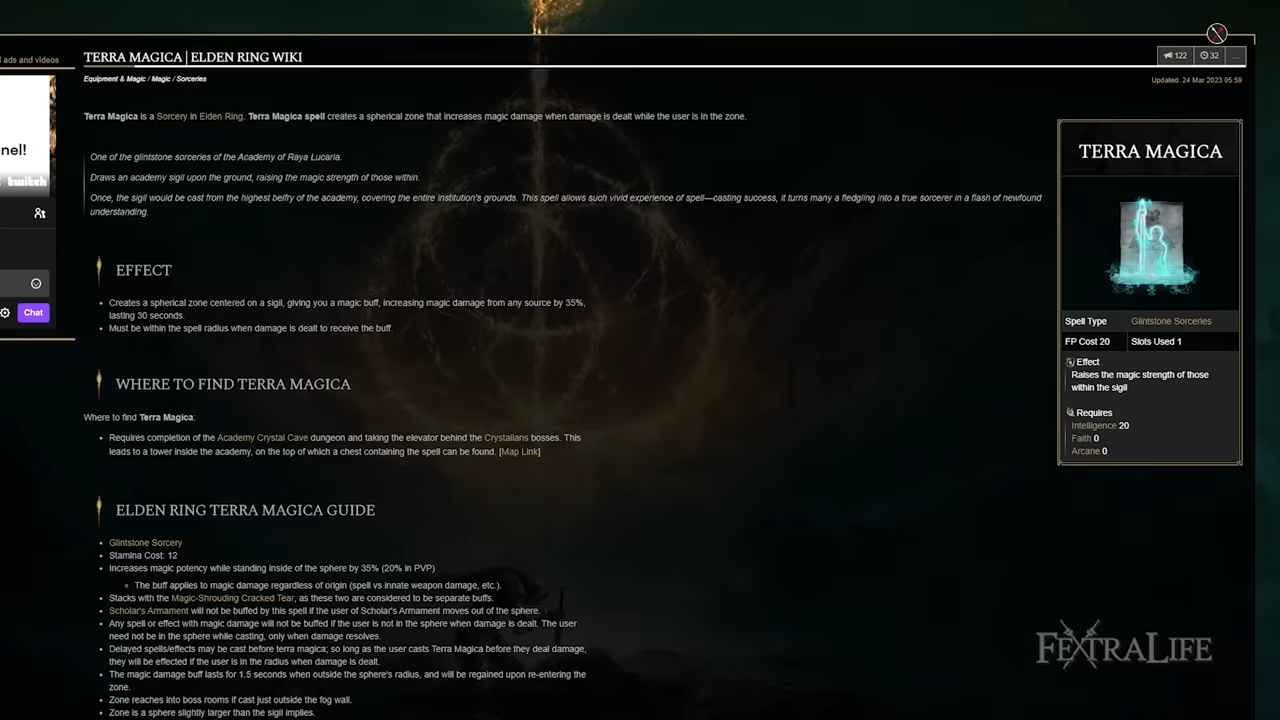 TERRA MAGICA | ELDEN RING WIKI
122 32 ...
l ads and videos
Equipment & Magic / Magic / Sorceries
Updated: 24 Mar 2023 05:59
Terra Magica is a Sorcery in Elden Ring. Terra Magica spell creates a spherical zone that increases magic damage when damage is dealt while the user is in the zone.
nel!
twitch
Chat
One of the glintstone sorceries of the Academy of Raya Lucaria.
Draws an academy sigil upon the ground, raising the magic strength of those within.
Once, the sigil would be cast from the highest belfry of the academy, covering the entire institution's grounds. This spell allows such vivid experience of spell—casting success, it turns many a fledgling into a true sorcerer in a flash of newfound
understanding.
EFFECT
Creates a spherical zone centered on a sigil, giving you a magic buff, increasing magic damage from any source by 35%,
lasting 30 seconds.
Must be within the spell radius when damage is dealt to receive the buff
WHERE TO FIND TERRA MAGICA
Where to find Terra Magica:
Requires completion of the Academy Crystal Cave dungeon and taking the elevator behind the Crystalians bosses. This
leads to a tower inside the academy, on the top of which a chest containing the spell can be found. [Map Link]
ELDEN RING TERRA MAGICA GUIDE
Glintstone Sorcery
Stamina Cost: 12
Increases magic potency while standing inside of the sphere by 35% (20% in PVP)
The buff applies to magic damage regardless of origin (spell vs innate weapon damage, etc.).
Stacks with the Magic-Shrouding Cracked Tear, as these two are considered to be separate buffs.
Scholar's Armament will not be buffed by this spell if the user of Scholar's Armament moves out of the sphere.
Any spell or effect with magic damage will not be buffed if the user is not in the sphere when damage is dealt. The user
need not be in the sphere while casting, only when damage resolves.
Delayed spells/effects may be cast before terra magica; so long as the user casts Terra Magica before they deal damage,
they will be effected if the user is in the radius when damage is dealt.
The magic damage buff lasts for 1.5 seconds when outside the sphere's radius, and will be regained upon re-entering the
zone.
Zone reaches into boss rooms if cast just outside the fog wall.
Zone is a sphere slightly larger than the sigil implies.
TERRA MAGICA
Spell Type Glintstone Sorceries
FP Cost 20 Slots Used 1
Effect
Raises the magic strength of those
within the sigil
Requires
Intelligence 20
Faith 0
Arcane 0
FEXTRALIFE